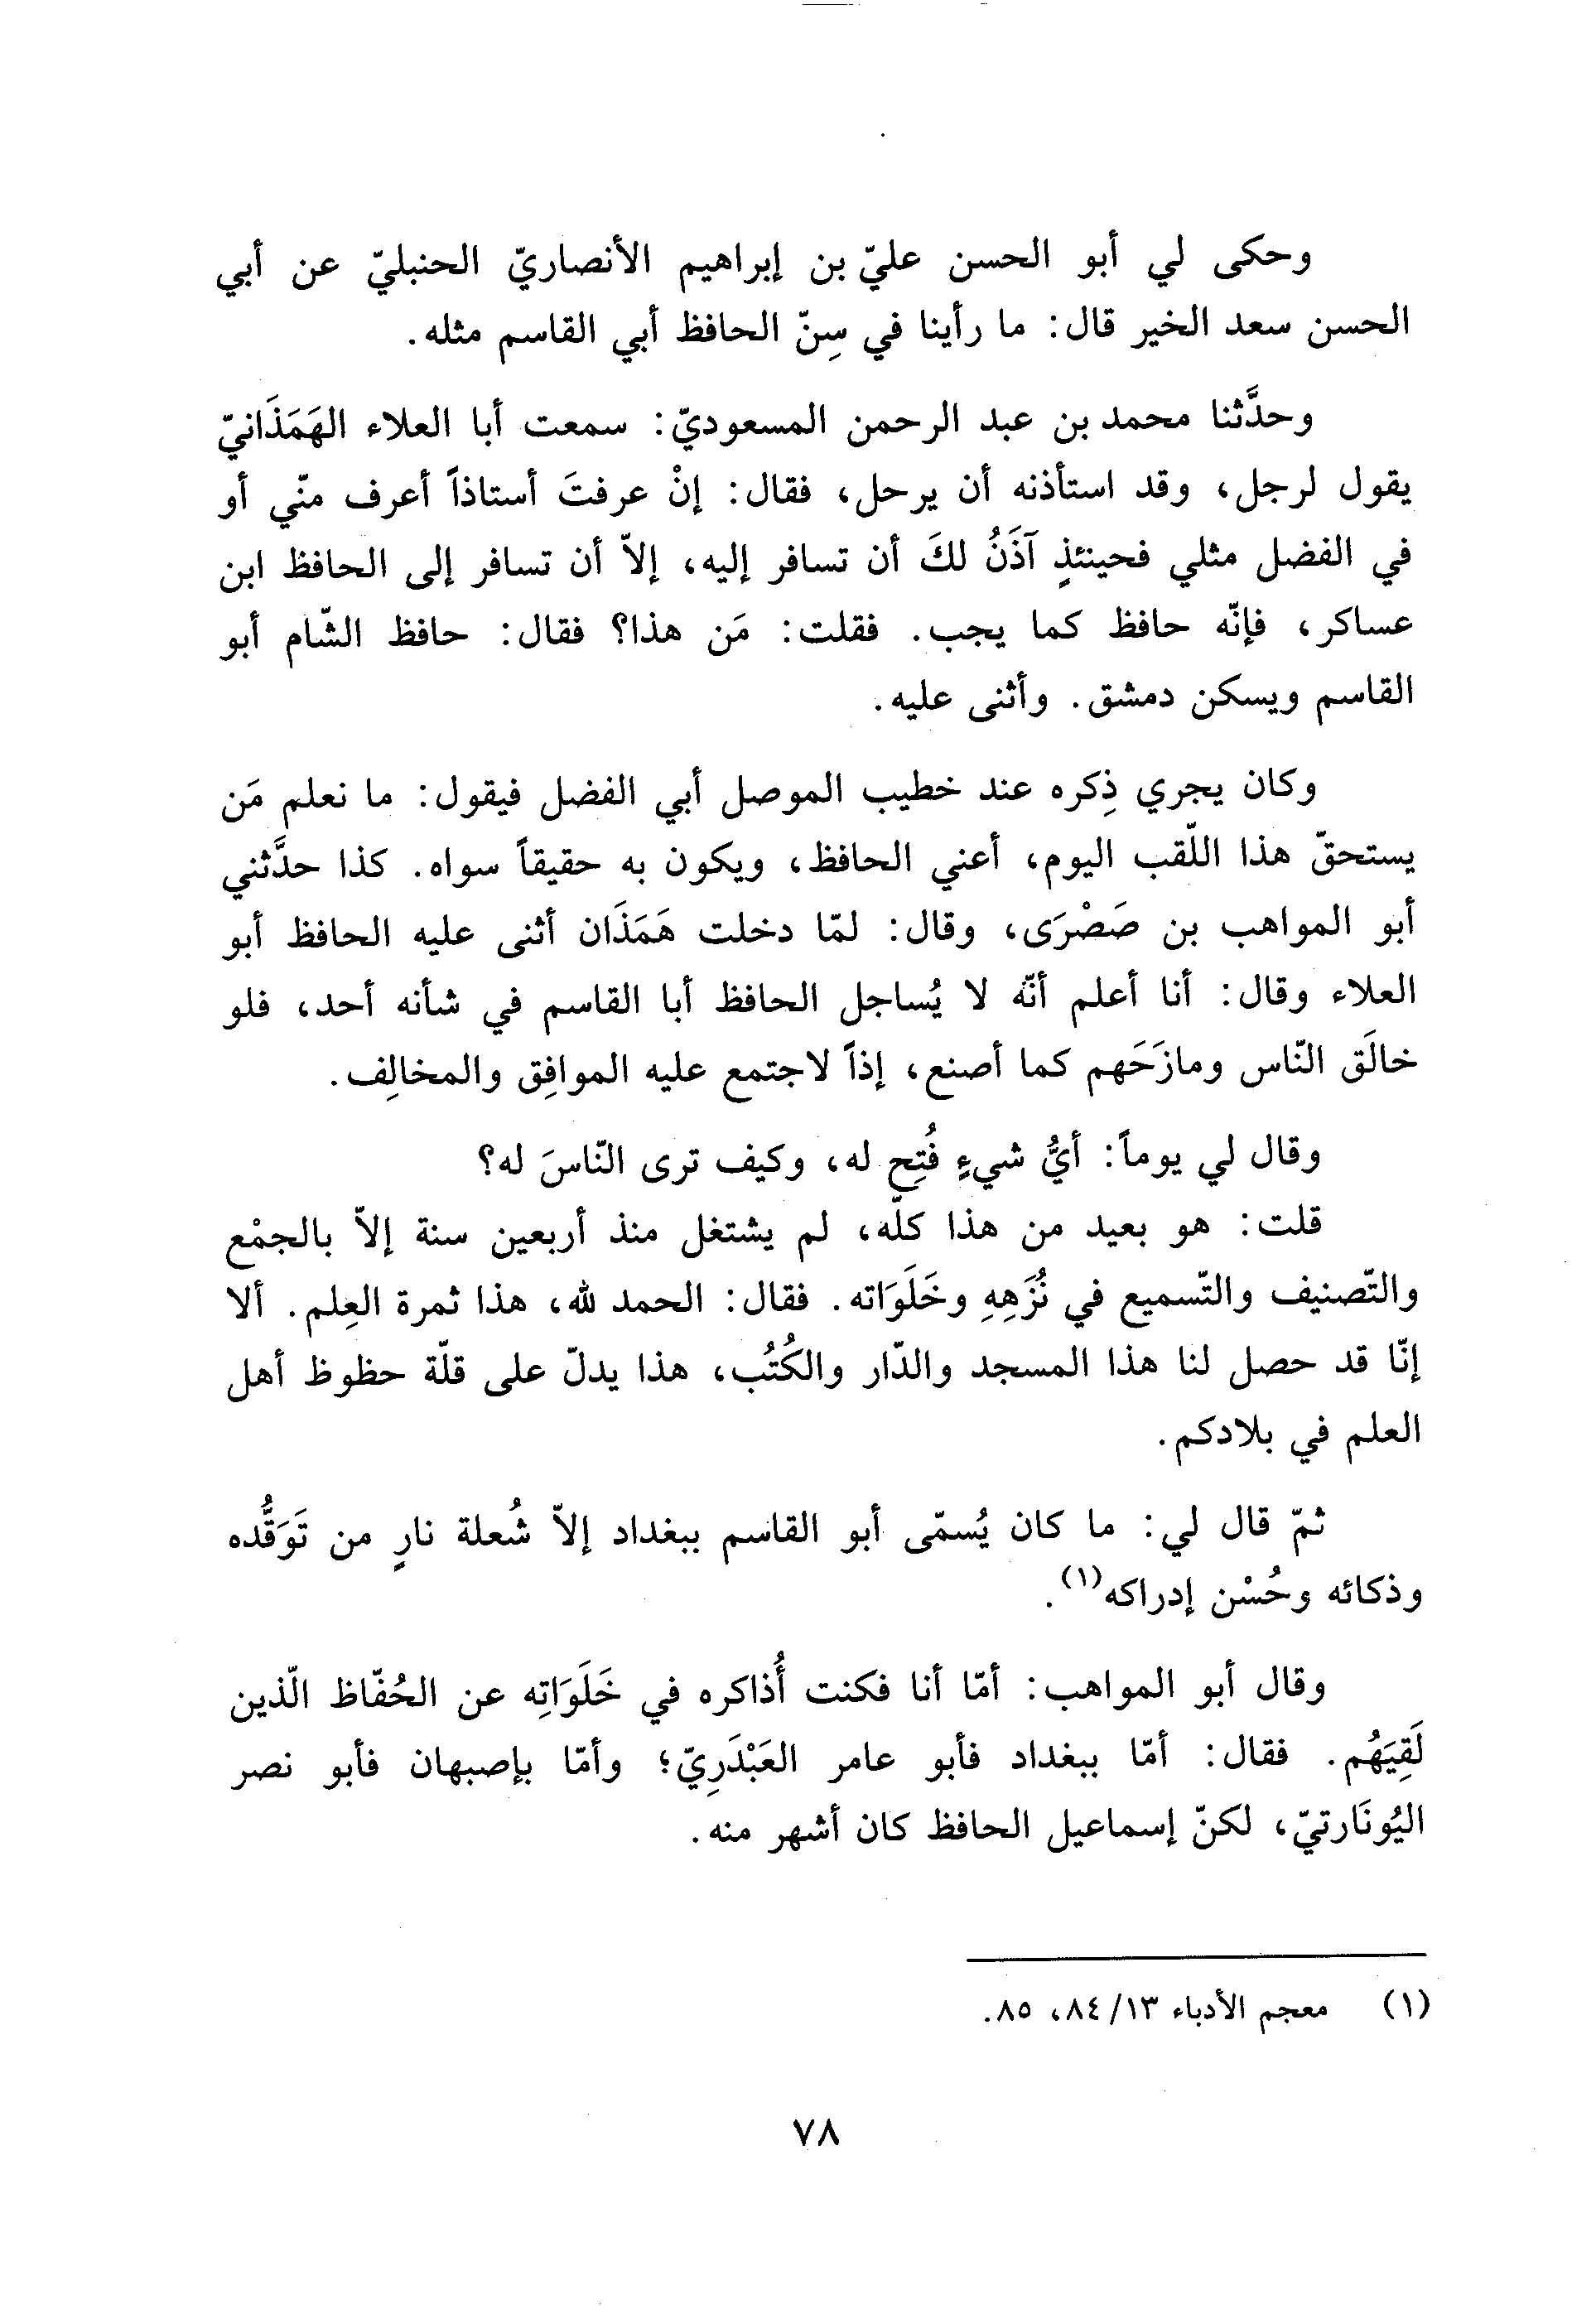 وحكى لي أبو الحسن عليّ بن إبراهيم الأنصاريّ الحنبليّ عن أبي
الحسن سعد الخير قال: ما رأينا في سِنّ الحافظ أبي القاسم مثله.
وحدَّثنا محمد بن عبد الرحمن المسعوديّ: سمعت أبا العلاء الهَمَذَانيّ
يقول لرجل، وقد استأذنه أن يرحل، فقال: إنْ عرفتَ أستاذاً أعرف منّي أو
في الفضل مثلي فحينئذٍ آذَنُ لكَ أن تسافر إليه، إلاّ أن تسافر إلى الحافظ ابن
عساكر، فإنّه حافظ كما يجب. فقلت: مَن هذا؟ فقال: حافظ الشّام أبو
القاسم ويسكن دمشق. وأثنى عليه.
وكان يجري ذِكره عند خطيب الموصل أبي الفضل فيقول: ما نعلم مَن
يستحقّ هذا اللّقب اليوم، أعني الحافظ، ويكون به حقيقاً سواه. كذا حدَّثني
أبو المواهب بن صَصْرَى، وقال: لمّا دخلت هَمَذَان أثنى عليه الحافظ أبو
العلاء وقال: أنا أعلم أنّه لا يُساجل الحافظ أبا القاسم في شأنه أحد، فلو
خالَق النّاس ومازَحَهم كما أصنع، إذاً لاجتمع عليه الموافِق والمخالِف.
وقال لي يوماً: أيُّ شيءٍ فُتِح له، وكيف ترى النّاسَ له؟
قلت: هو بعيد من هذا كلّه، لم يشتغل منذ أربعين سنة إلاّ بالجمْع
والتّصنيف والتّسميع في نُزَهِهِ وخَلَوَاته. فقال: الحمد لله، هذا ثمرة العِلم. ألا
إنّا قد حصل لنا هذا المسجد والدّار والكُتُب، هذا يدلّ على قلّة حظوظ أهل
العلم في بلادكم.
ثمّ قال لي: ما كان يُسمّى أبو القاسم ببغداد إلاّ شُعلة نارٍ من تَوَقُّده
وذكائه وحُسْن إدراكه(١).
وقال أبو المواهب: أمّا أنا فكنت أُذاكره في خَلَوَاتِه عن الحُفّاظ الّذين
لَقِيَهُم. فقال: أمّا ببغداد فأبو عامر العَبْدَرِيّ؛ وأمّا بإصبهان فأبو نصر
اليُونَارتيّ، لكنّ إسماعيل الحافظ كان أشهر منه.
(١) معجم الأدباء ١٣/ ٨٤، ٨٥.
٧٨